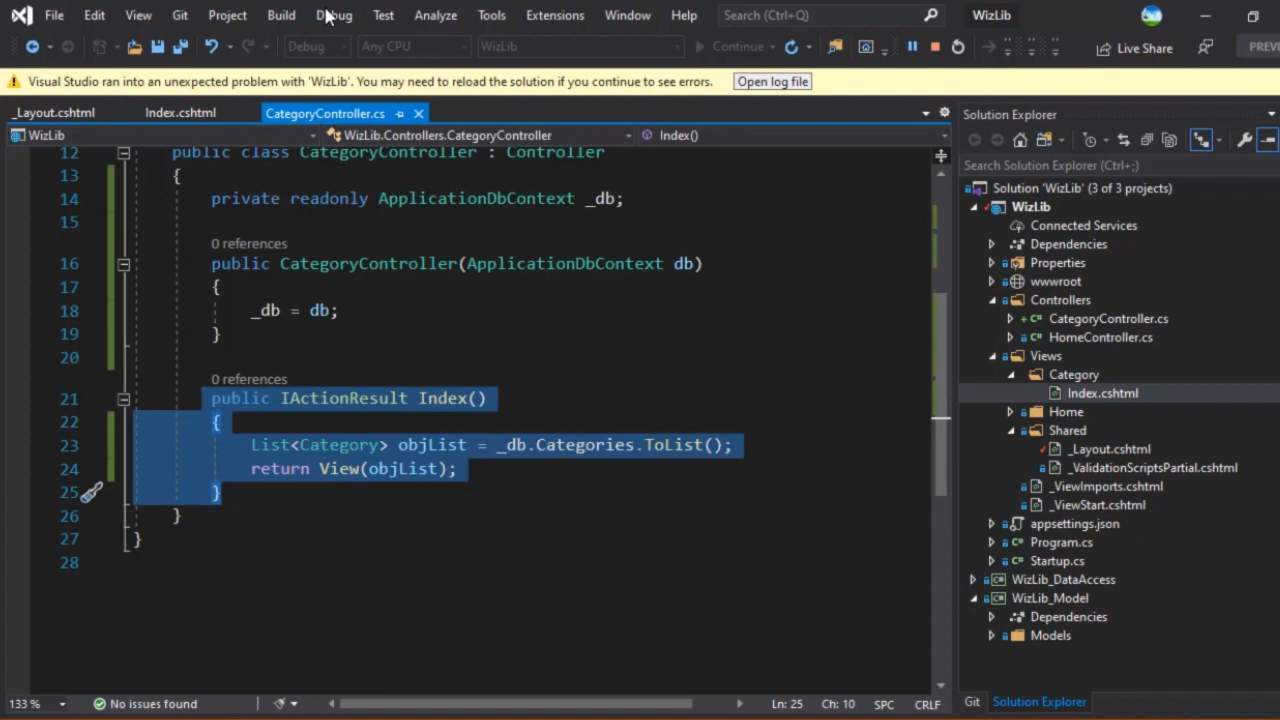 File Edit View Git Project Build Debug Test Analyze Tools Extensions Window Help Search (Ctrl+Q) WizLib
Debug Any CPU WizLib Continue Live Share PREVI
Visual Studio ran into an unexpected problem with 'WizLib'. You may need to reload the solution if you continue to see errors. Open log file
_Layout.cshtml Index.cshtml CategoryController.cs
WizLib WizLib.Controllers.CategoryController Index()
12 public class CategoryController : Controller
13 {
14 private readonly ApplicationDbContext _db;
15
0 references
16 public CategoryController(ApplicationDbContext db)
17 {
18 _db = db;
19 }
20
0 references
21 public IActionResult Index()
22 {
23 List<Category> objList = _db.Categories.ToList();
24 return View(objList);
25 }
26 }
27 }
28
133 % No issues found Ln: 25 Ch: 10 SPC CRLF
Solution Explorer
Search Solution Explorer (Ctrl+;)
Solution 'WizLib' (3 of 3 projects)
WizLib
Connected Services
Dependencies
Properties
wwwroot
Controllers
CategoryController.cs
HomeController.cs
Views
Category
Index.cshtml
Home
Shared
_Layout.cshtml
_ValidationScriptsPartial.cshtml
_ViewImports.cshtml
_ViewStart.cshtml
appsettings.json
Program.cs
Startup.cs
WizLib_DataAccess
WizLib_Model
Dependencies
Models
Git Solution Explorer